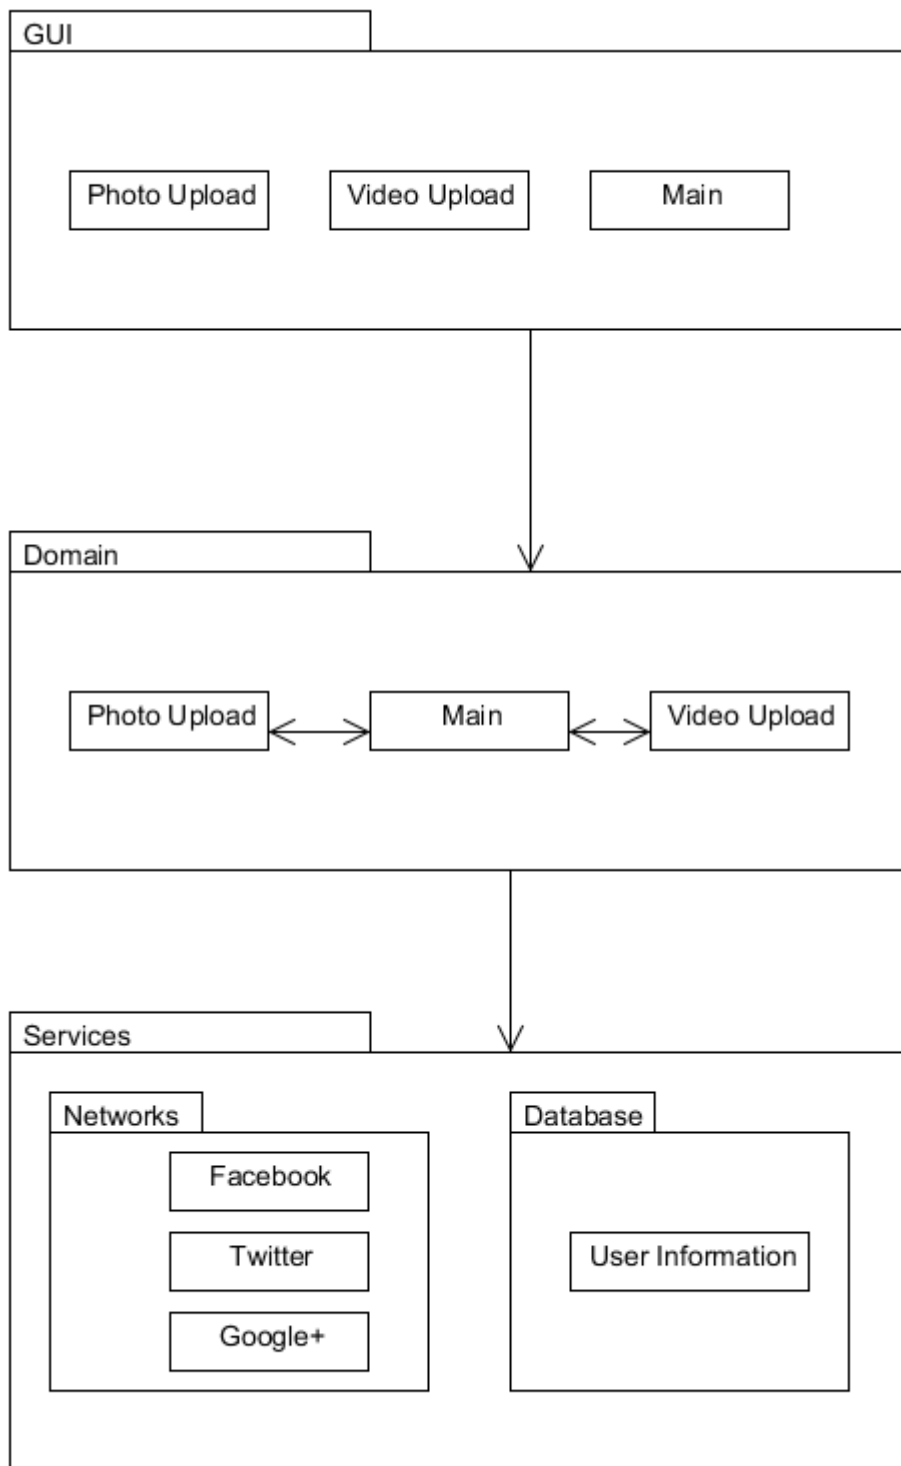 GUI
Photo Upload
Video Upload
Main
Domain
Photo Upload
Main
Video Upload
Services
Networks
Database
Facebook
Twitter
User Information
Google+